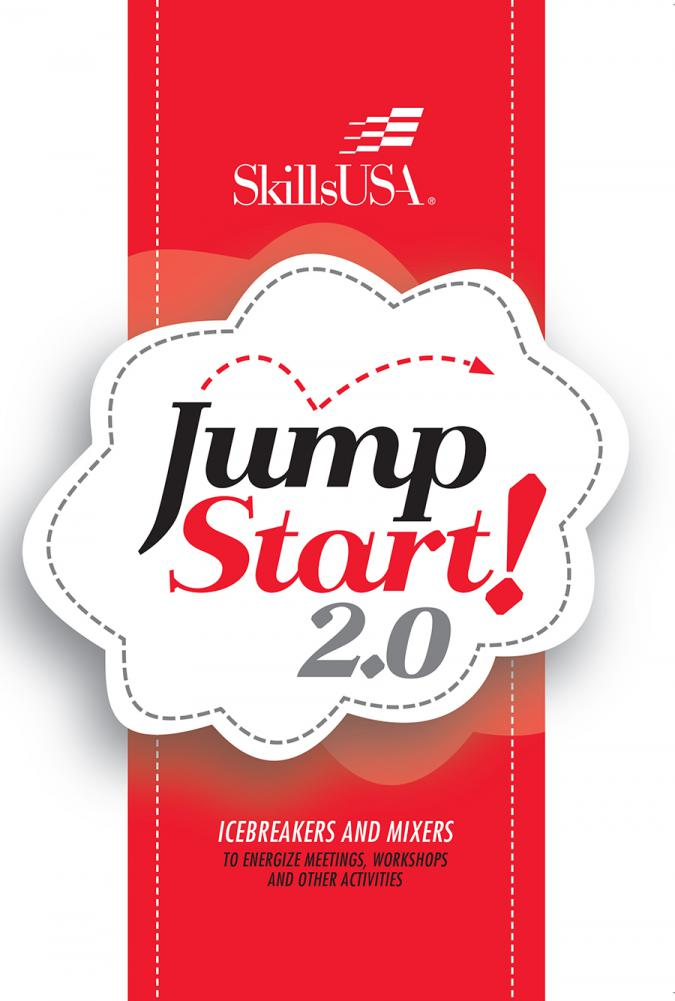 SkillsUSA®
Jump
Start!
2.0
ICEBREAKERS AND MIXERS
TO ENERGIZE MEETINGS, WORKSHOPS
AND OTHER ACTIVITIES